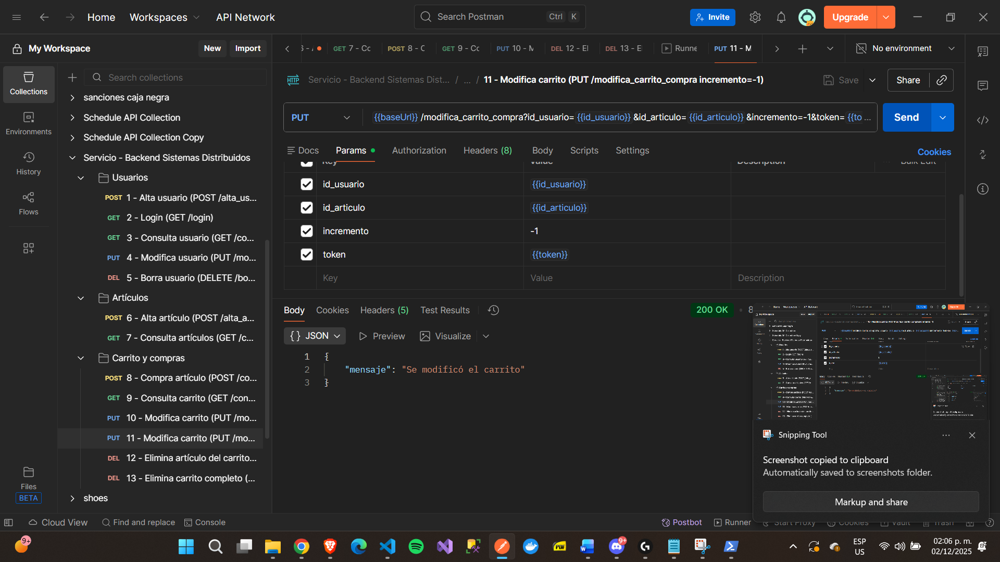 Home
Workspaces
API Network
Search Postman
Ctrl
K
Invite
Upgrade
My Workspace
New
Import
GET 7 - Cc
POST 8 - C
GET 9 - Cc
PUT 10 - M
DEL 12 - El
DEL 13 - E
Runne
PUT 11 - M
No environment
Collections
Environments
History
Flows
Files
BETA
Search collections
sanciones caja negra
Schedule API Collection
Schedule API Collection Copy
Servicio - Backend Sistemas Distribuidos
Usuarios
POST 1 - Alta usuario (POST /alta_us...
GET 2 - Login (GET /login)
GET 3 - Consulta usuario (GET /co...
PUT 4 - Modifica usuario (PUT /mo...
DEL 5 - Borra usuario (DELETE /bo...
Artículos
POST 6 - Alta artículo (POST /alta_a...
GET 7 - Consulta artículos (GET /c...
Carrito y compras
POST 8 - Compra artículo (POST /co...
GET 9 - Consulta carrito (GET /con...
PUT 10 - Modifica carrito (PUT /mo...
PUT 11 - Modifica carrito (PUT /mo...
DEL 12 - Elimina artículo del carrito...
DEL 13 - Elimina carrito completo (...
shoes
HTTP
Servicio - Backend Sistemas Dist... / ... / 11 - Modifica carrito (PUT /modifica_carrito_compra incremento=-1)
Save
Share
PUT
{{baseUrl}} /modifica_carrito_compra?id_usuario= {{id_usuario}} &id_articulo= {{id_articulo}} &incremento=-1&token= {{to ...
Send
Docs
Params
Authorization
Headers (8)
Body
Scripts
Settings
Cookies
Key
Value
Description
Bulk Edit
id_usuario {{id_usuario}}
id_articulo {{id_articulo}}
incremento -1
token {{token}}
Key Value Description
Body
Cookies
Headers (5)
Test Results
200 OK
8
{} JSON
Preview
Visualize
1 {
2 "mensaje": "Se modificó el carrito"
3 }
Snipping Tool
Screenshot copied to clipboard
Automatically saved to screenshots folder.
Markup and share
Cloud View
Find and replace
Console
Postbot
Runner
Start Proxy
Cookies
Vault
Trash
9+
PDF
9+
ESP
US
02:06 p. m.
02/12/2025